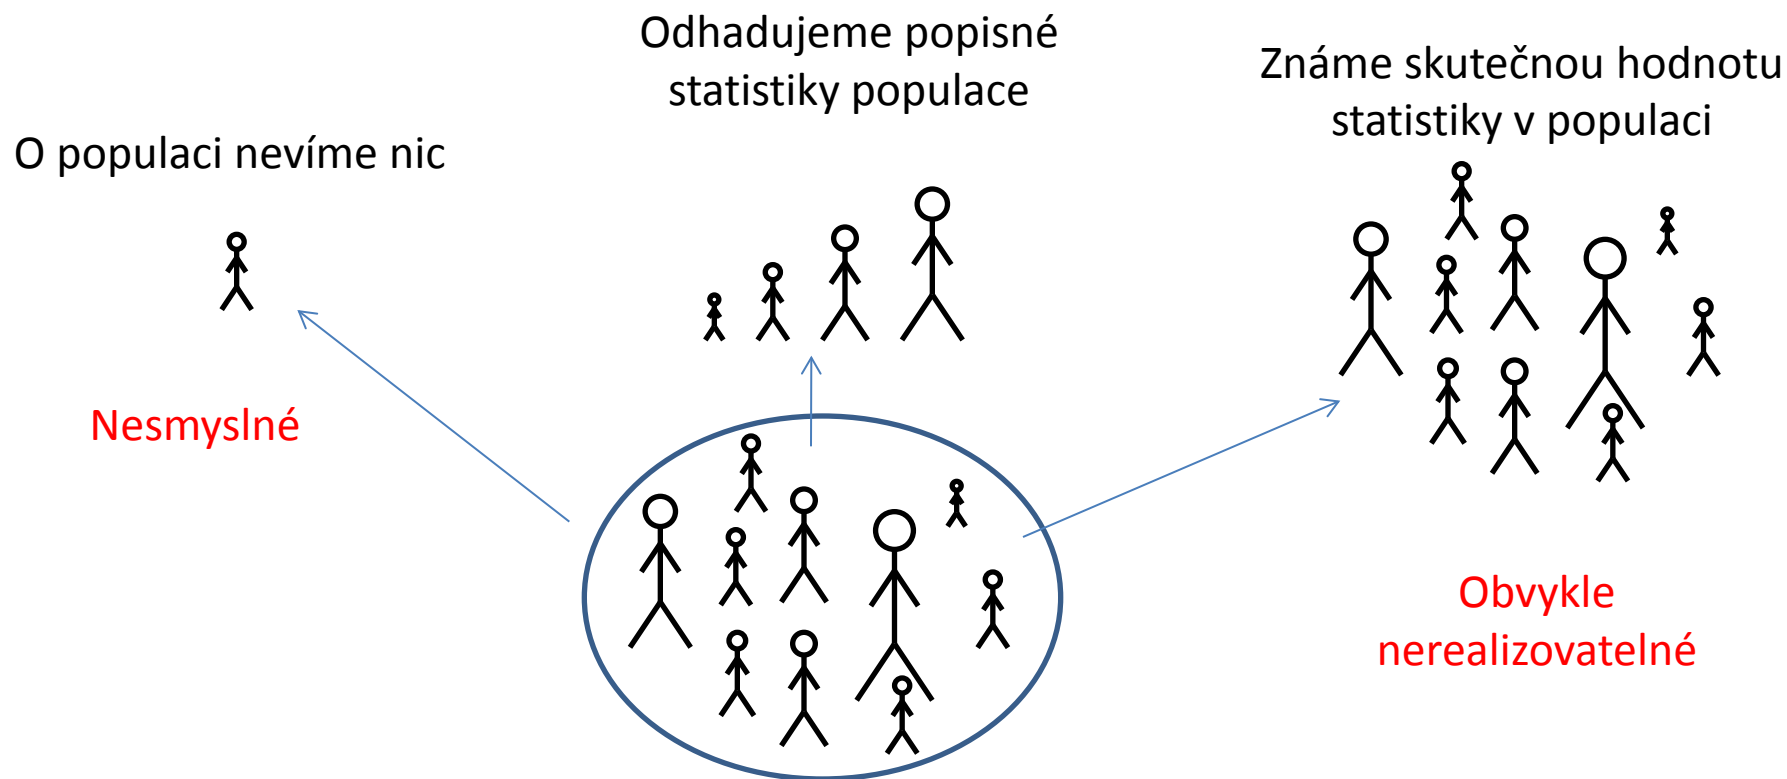 O populaci nevíme nic
Nesmyslné
Odhadujeme popisné
statistiky populace
Známe skutečnou hodnotu
statistiky v populaci
Obvykle
nerealizovatelné